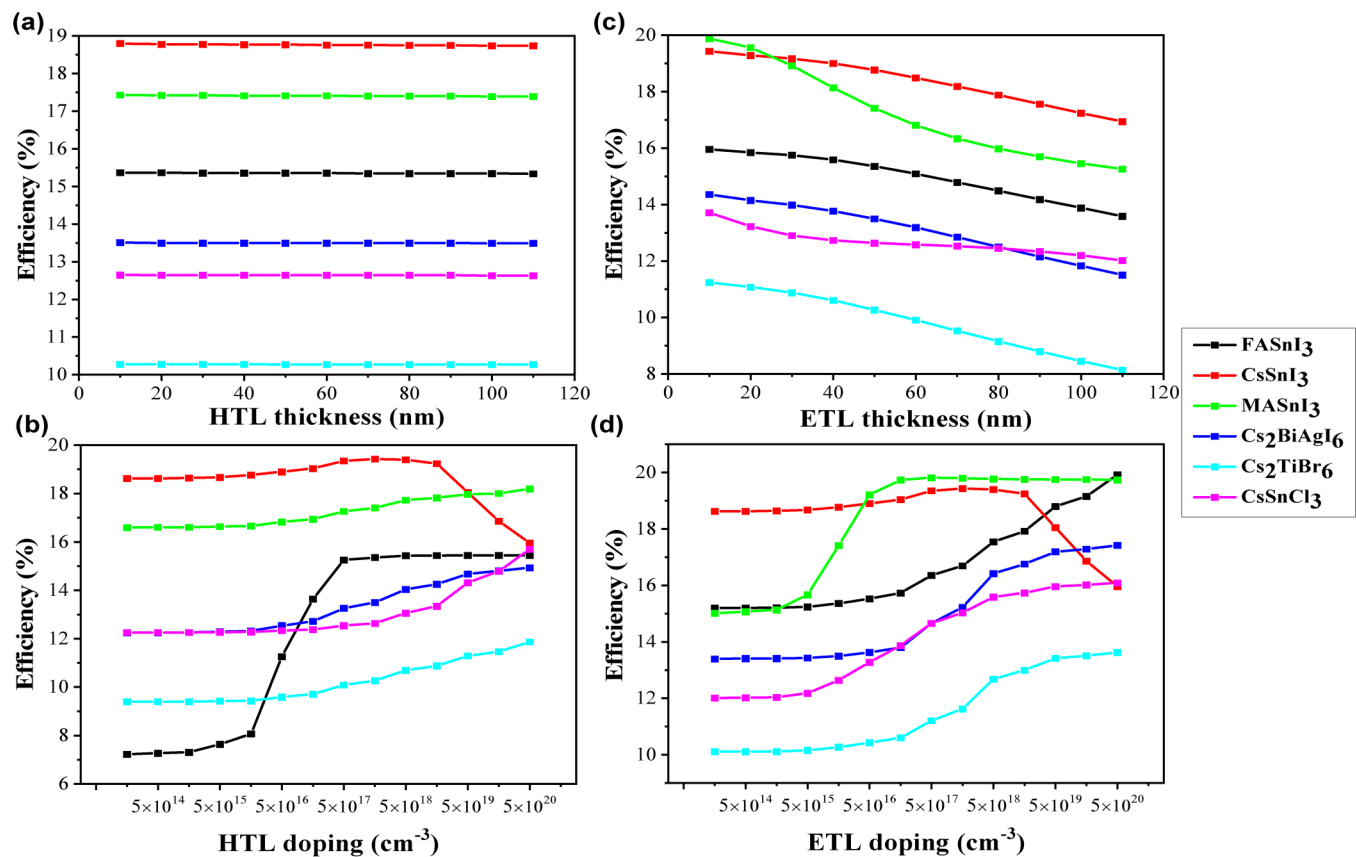 (a)
19
18
17
16
15
14
13
12
11
10
Efficiency (%)
0 20 40 60 80 100 120
HTL thickness (nm)
(c)
20
18
16
14
12
10
8
Efficiency (%)
0 20 40 60 80 100 120
ETL thickness (nm)
FASnI3
CsSnI3
MASnI3
Cs2BiAgI6
Cs2TiBr6
CsSnCl3
(b)
20
18
16
14
12
10
8
6
Efficiency (%)
5×10^14 5×10^15 5×10^16 5×10^17 5×10^18 5×10^19 5×10^20
HTL doping (cm^-3)
(d)
20
18
16
14
12
10
Efficiency (%)
5×10^14 5×10^15 5×10^16 5×10^17 5×10^18 5×10^19 5×10^20
ETL doping (cm^-3)